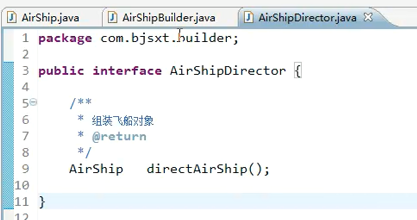 AirShip.java AirShipBuilder.java AirShipDirector.java
1 package com.bjsxt.builder;
2
3 public interface AirShipDirector {
4
5 /**
6 * 组装飞船对象
7 * @return
8 */
9 AirShip directAirShip();
10
11 }